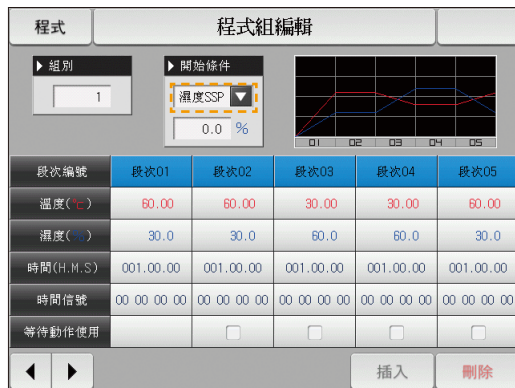 程式 程式組編輯
▶ 組別 ▶ 開始條件
1 濕度SSP ▼
0.0 %
01 02 03 04 05
段次編號 段次01 段次02 段次03 段次04 段次05
溫度(℃) 60.00 60.00 30.00 30.00 60.00
濕度( ) 30.0 30.0 60.0 60.0 30.0
時間(H.M.S) 001.00.00 001.00.00 001.00.00 001.00.00 001.00.00
時間信號 00 00 00 00 00 00 00 00 00 00 00 00 00 00 00 00 00 00 00 00
等待動作使用
◀ ▶ 插入 刪除